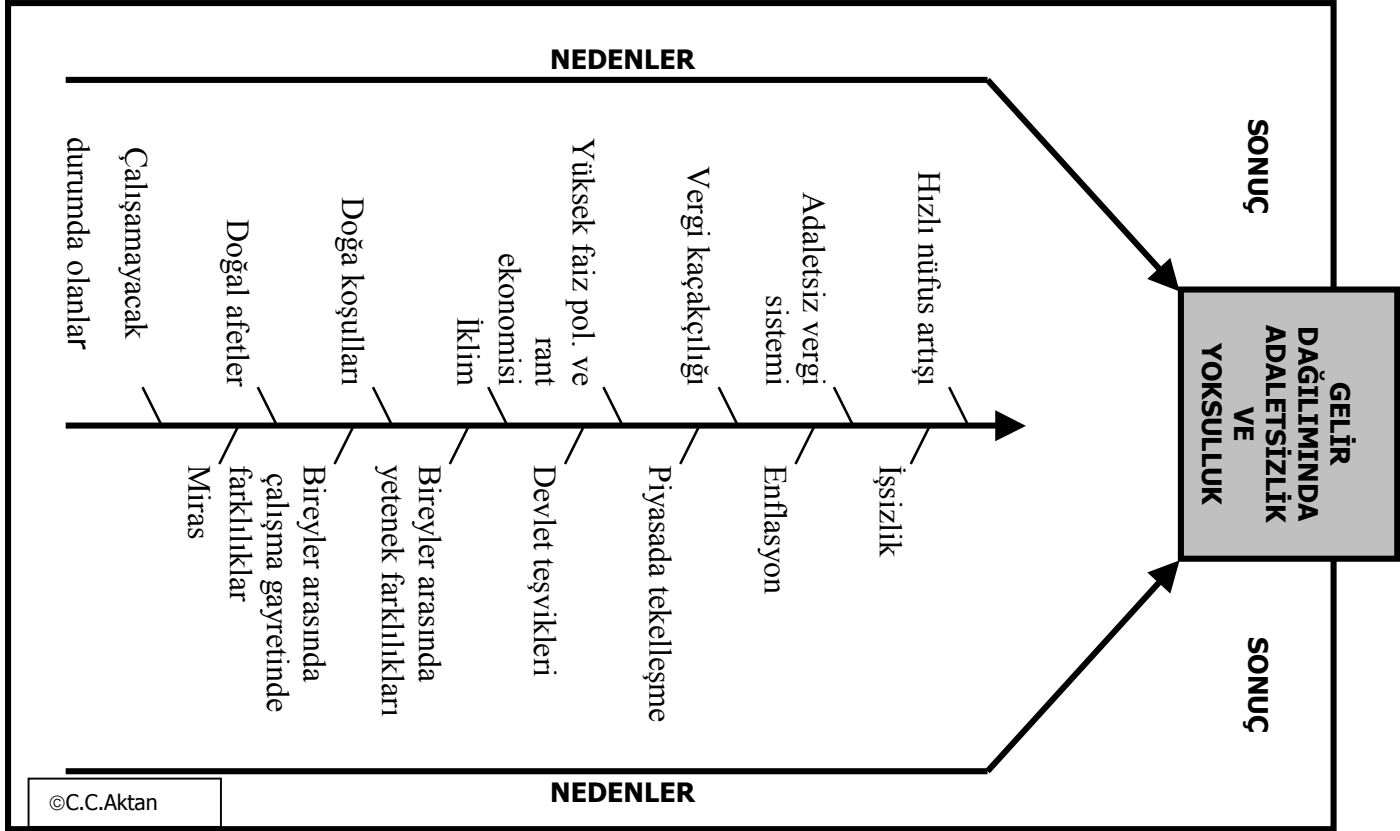 NEDENLER
SONUÇ
Hızlı nüfus artışı
Adaletsiz vergi
sistemi
Vergi kaçakçılığı
Yüksek faiz pol. ve
rant
ekonomisi
İklim
Doğa koşulları
Doğal afetler
Çalışamayacak
durumda olanlar
GELİR
DAĞILIMINDA
ADALETSİZLİK
VE
YOKSULLUK
İşsizlik
Enflasyon
Piyasada tekelleşme
Devlet teşvikleri
Bireyler arasında
yetenek farklılıkları
Bireyler arasında
çalışma gayretinde
farklılıklar
Miras
SONUÇ
NEDENLER
©C.C.Aktan